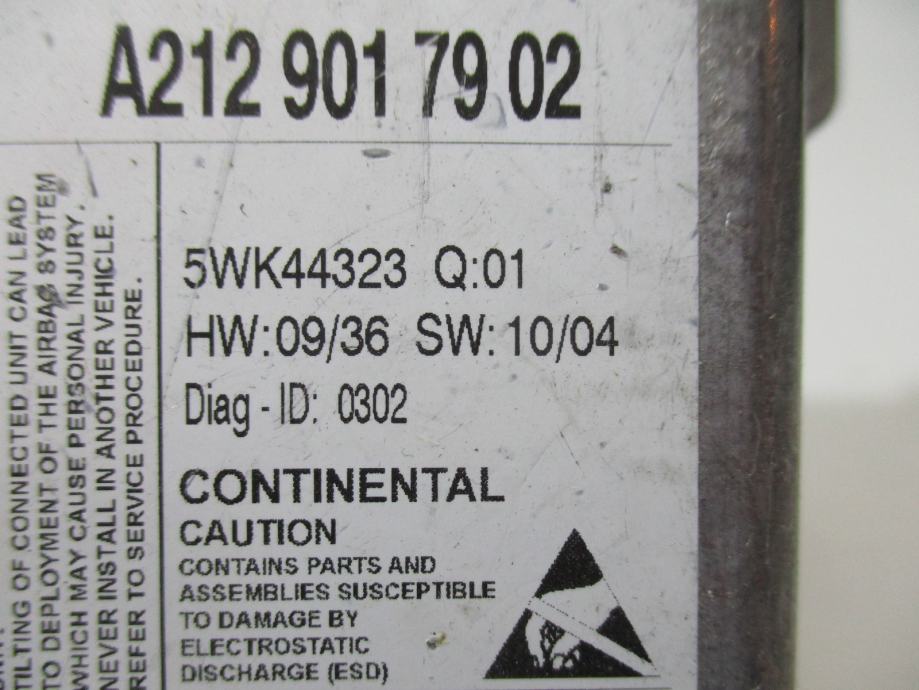 A212 901 79 02
TILTING OF CONNECTED UNIT CAN LEAD
TO DEPLOYMENT OF THE AIRBAG SYSTEM
WHICH MAY CAUSE PERSONAL INJURY.
NEVER INSTALL IN ANOTHER VEHICLE.
REFER TO SERVICE PROCEDURE.
5WK44323 Q:01
HW:09/36 SW:10/04
Diag - ID: 0302
CONTINENTAL
CAUTION
CONTAINS PARTS AND
ASSEMBLIES SUSCEPTIBLE
TO DAMAGE BY
ELECTROSTATIC
DISCHARGE (ESD)